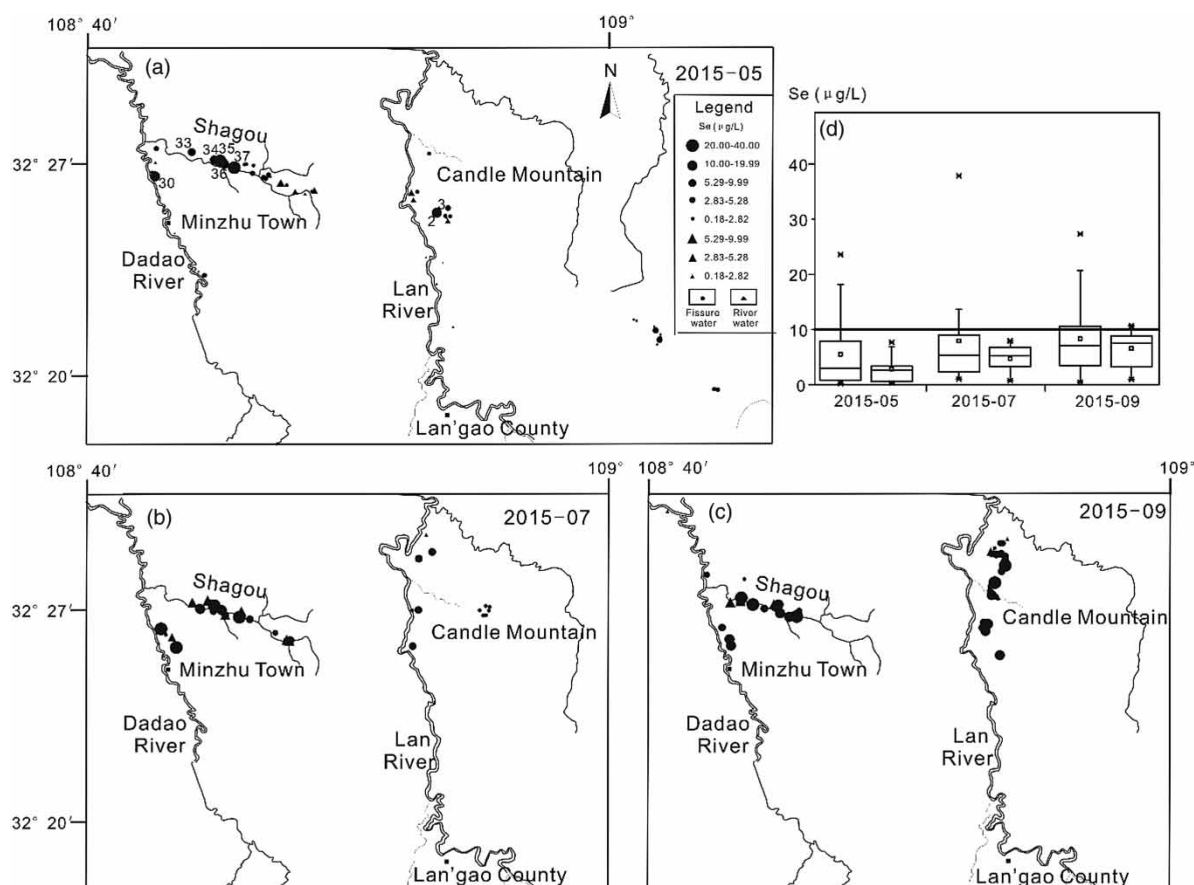 108° 40′
109°
(a)
N
2015-05
Legend
Se (μg/L)
20.00-40.00
10.00-19.99
5.29-9.99
2.83-5.28
0.18-2.82
5.29-9.99
2.83-5.28
0.18-2.82
Fissuro water
Rivor water
32° 27′
33
Shagou
34 35
37
36
30
Minzhu Town
Candle Mountain
3
2
Dadao
River
Lan
River
32° 20′
Lan'gao County
Se (μg/L)
(d)
40
30
20
10
0
2015-05
2015-07
2015-09
108° 40′
109°
(b)
2015-07
32° 27′
Shagou
Candle Mountain
Minzhu Town
Dadao
River
Lan
River
32° 20′
Lan'gao County
108° 40′
109°
(c)
2015-09
Shagou
Candle Mountain
Minzhu Town
Dadao
River
Lan
River
Lan'gao County